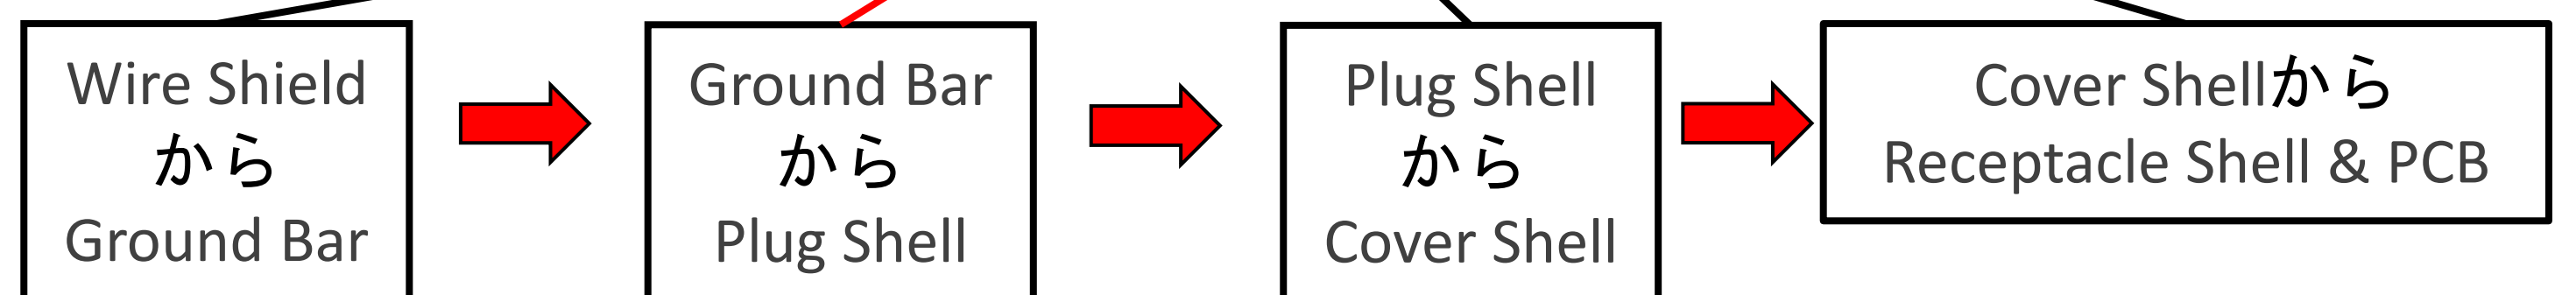 Wire Shield
から
Ground Bar
Ground Bar
から
Plug Shell
Plug Shell
から
Cover Shell
Cover Shellから
Receptacle Shell & PCB